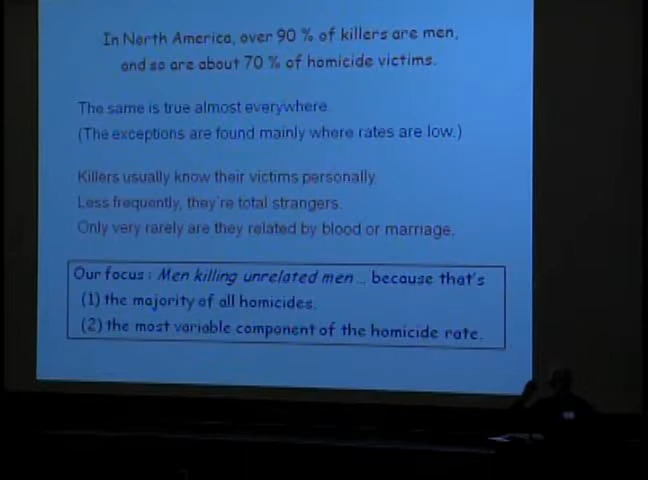 In North America, over 90 % of killers are men,
and so are about 70 % of homicide victims.
The same is true almost everywhere.
(The exceptions are found mainly where rates are low.)
Killers usually know their victims personally.
Less frequently, they're total strangers.
Only very rarely are they related by blood or marriage.
Our focus : Men killing unrelated men ... because that's
(1) the majority of all homicides.
(2) the most variable component of the homicide rate.